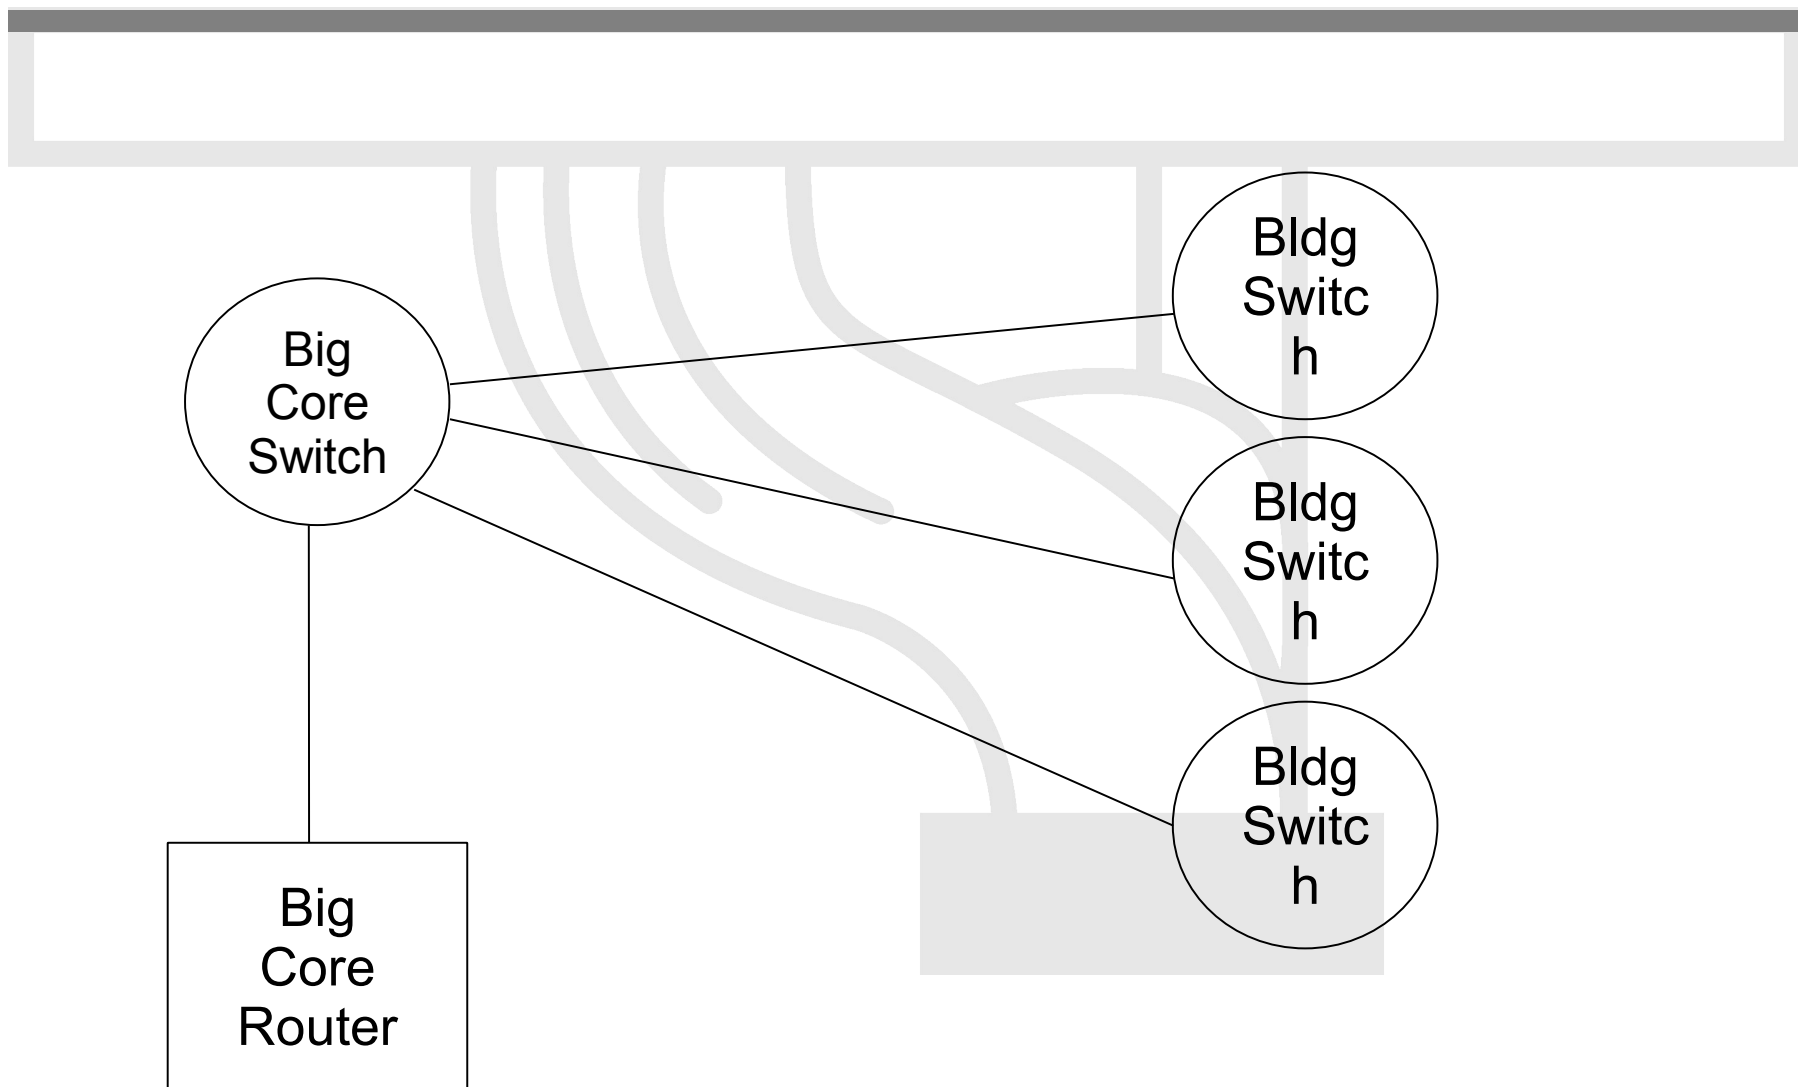 Bldg
Switc
h
Big
Core
Switch
Bldg
Switc
h
Bldg
Switc
h
Big
Core
Router